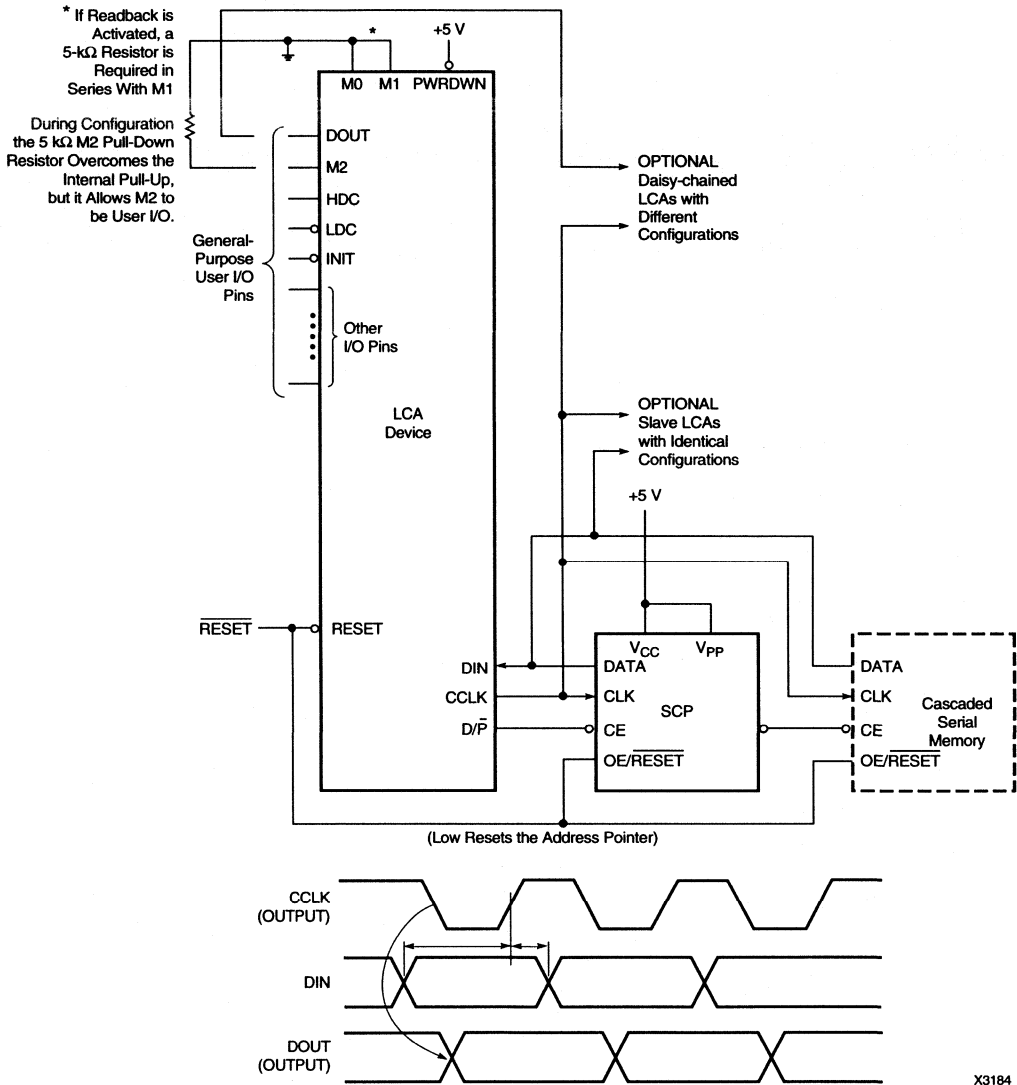 * If Readback is
Activated, a
5-kΩ Resistor is
Required in
Series With M1
During Configuration
the 5 kΩ M2 Pull-Down
Resistor Overcomes the
Internal Pull-Up,
but it Allows M2 to
be User I/O.
*
+5 V
M0 M1 PWRDWN
DOUT
M2
HDC
LDC
INIT
General-
Purpose
User I/O
Pins
Other
I/O Pins
LCA
Device
OPTIONAL
Daisy-chained
LCAs with
Different
Configurations
OPTIONAL
Slave LCAs
with Identical
Configurations
+5 V
RESET
RESET
DIN
CCLK
D/P̅
VCC VPP
DATA
CLK
SCP
CE
OE/RESET
DATA
CLK
Cascaded
Serial
Memory
CE
OE/RESET
(Low Resets the Address Pointer)
CCLK
(OUTPUT)
DIN
DOUT
(OUTPUT)
X3184